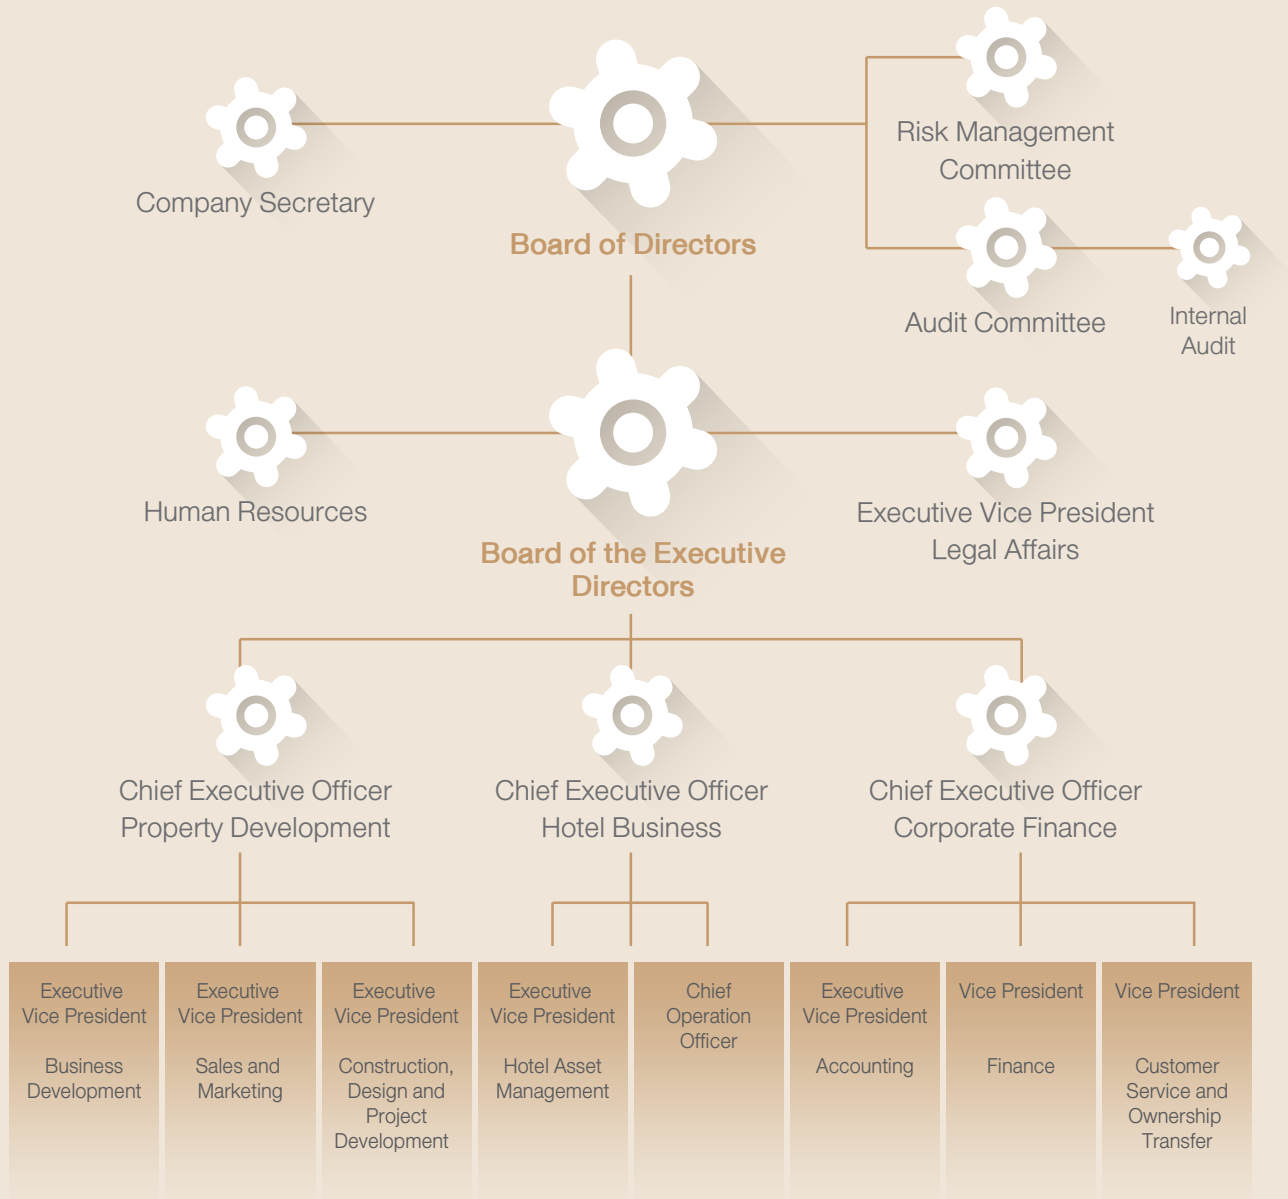 Risk Management
Committee
Company Secretary
Board of Directors
Audit Committee
Internal
Audit
Human Resources
Executive Vice President
Legal Affairs
Board of the Executive
Directors
Chief Executive Officer
Property Development
Chief Executive Officer
Hotel Business
Chief Executive Officer
Corporate Finance
Executive
Vice President
Business
Development
Executive
Vice President
Sales and
Marketing
Executive
Vice President
Construction,
Design and
Project
Development
Executive
Vice President
Hotel Asset
Management
Chief
Operation
Officer
Executive
Vice President
Accounting
Vice President
Finance
Vice President
Customer
Service and
Ownership
Transfer